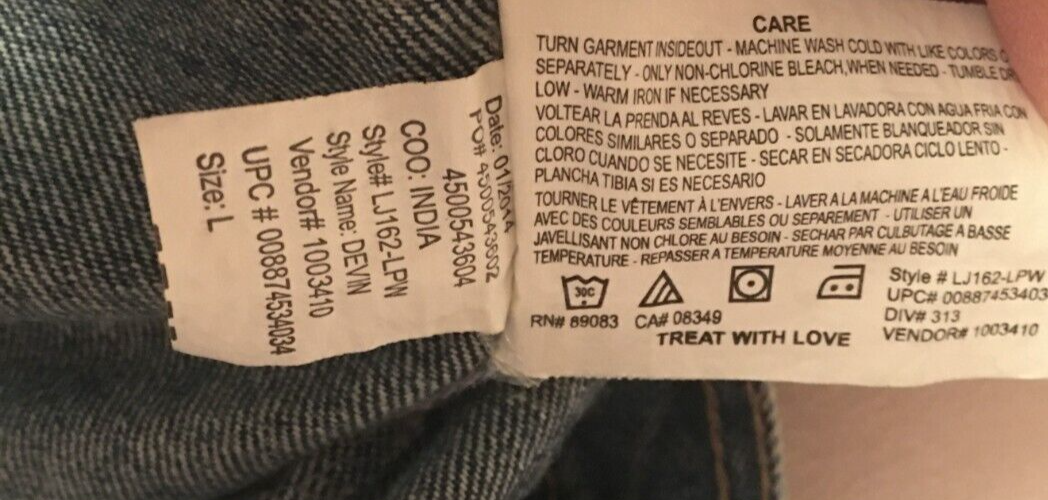 Date: 01/2014
PO# 4500543602
4500543604
COO: INDIA
Style# LJ162-LPW
Style Name: DEVIN
Vendor# 1003410
UPC # 00887453 4034
Size: L
CARE
TURN GARMENT INSIDEOUT - MACHINE WASH COLD WITH LIKE COLORS
SEPARATELY - ONLY NON-CHLORINE BLEACH, WHEN NEEDED - TUMBLE
LOW - WARM IRON IF NECESSARY
VOLTEAR LA PRENDA AL REVES - LAVAR EN LAVADORA CON AGUA FRIA CON
COLORES SIMILARES O SEPARADO - SOLAMENTE BLANQUEADOR SIN
CLORO CUANDO SE NECESITE - SECAR EN SECADORA CICLO LENTO -
PLANCHA TIBIA SI ES NECESARIO
TOURNER LE VÊTEMENT À L'ENVERS - LAVER A LA MACHINE A L'EAU FROIDE
AVEC DES COULEURS SEMBLABLES OU SEPAREMENT - UTILISER UN
JAVELLISANT NON CHLORE AU BESOIN - SECHAR PAR CULBUTAGE A BASSE
TEMPERATURE - REPASSER A TEMPERATURE MOYENNE AU BESOIN
30C
RN# 89083 CA# 08349
TREAT WITH LOVE
Style # LJ162-LPW
UPC# 00887453403
DIV# 313
VENDOR# 1003410